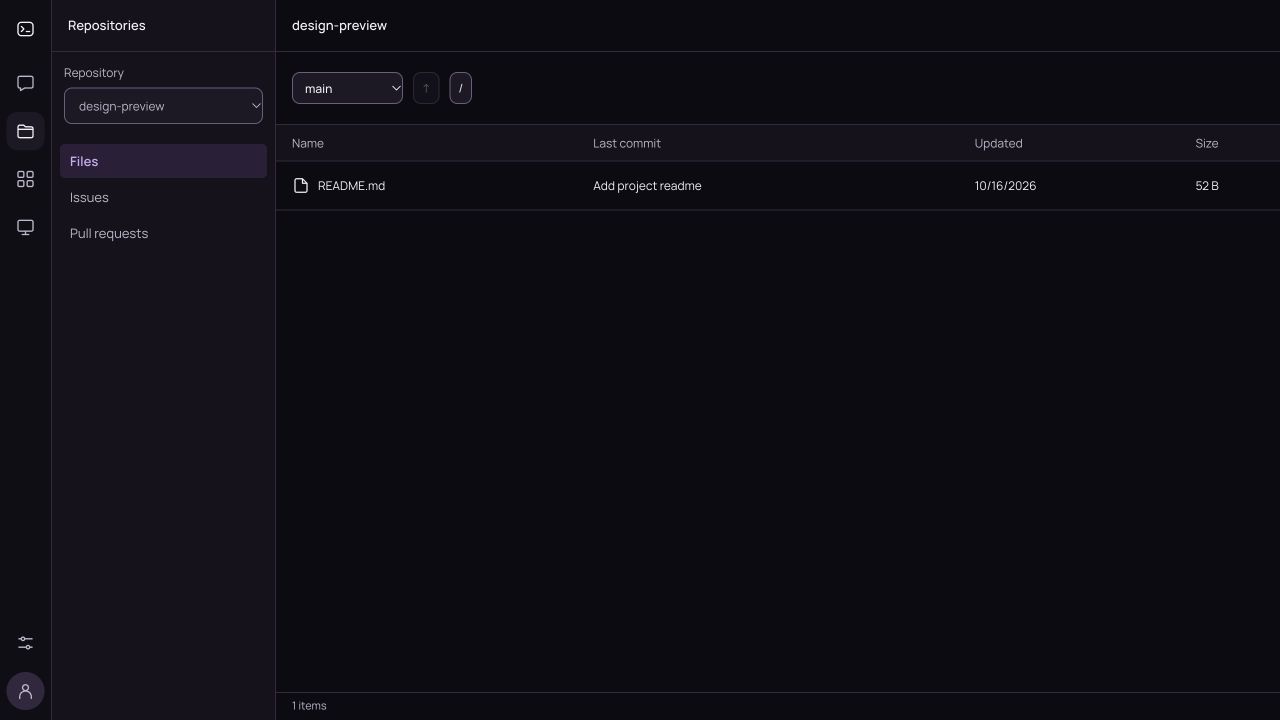 Repositories
design-preview
Repository
design-preview
Files
Issues
Pull requests
main
↑
/
Name Last commit Updated Size
README.md Add project readme 10/16/2026 52 B
1 items